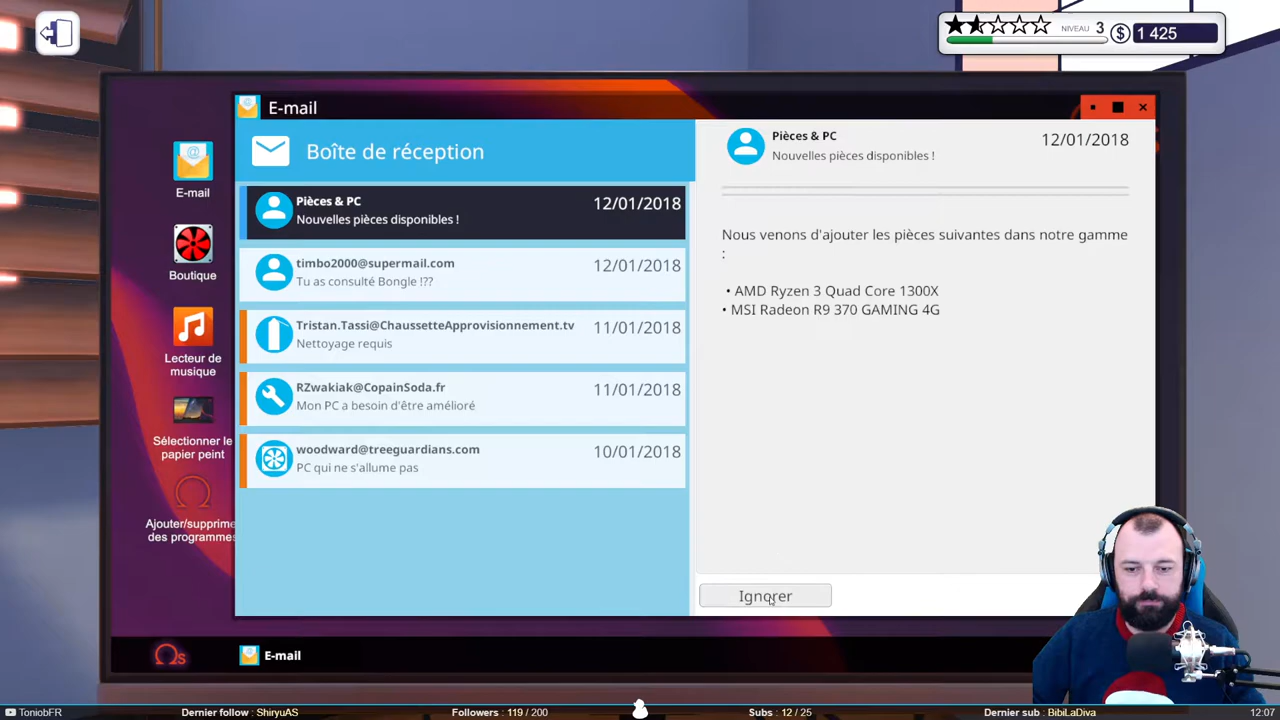 NIVEAU 3
$ 1 425
E-mail
Boîte de réception
Pièces & PC
12/01/2018
Nouvelles pièces disponibles !
timbo2000@supermail.com
12/01/2018
Tu as consulté Bongle !??
Tristan.Tassi@ChaussetteApprovisionnement.tv
11/01/2018
Nettoyage requis
RZwakiak@CopainSoda.fr
11/01/2018
Mon PC a besoin d'être amélioré
woodward@treeguardians.com
10/01/2018
PC qui ne s'allume pas
Pièces & PC
12/01/2018
Nouvelles pièces disponibles !
Nous venons d'ajouter les pièces suivantes dans notre gamme
:
• AMD Ryzen 3 Quad Core 1300X
• MSI Radeon R9 370 GAMING 4G
Ignorer
E-mail
Boutique
Lecteur de
musique
Sélectionner le
papier peint
Ajouter/supprime
des programmes
Ωs
E-mail
ToniobFR
Dernier follow : ShiryuAS
Followers : 119 / 200
Subs : 12 / 25
Dernier sub : BibiLaDiva
12:07